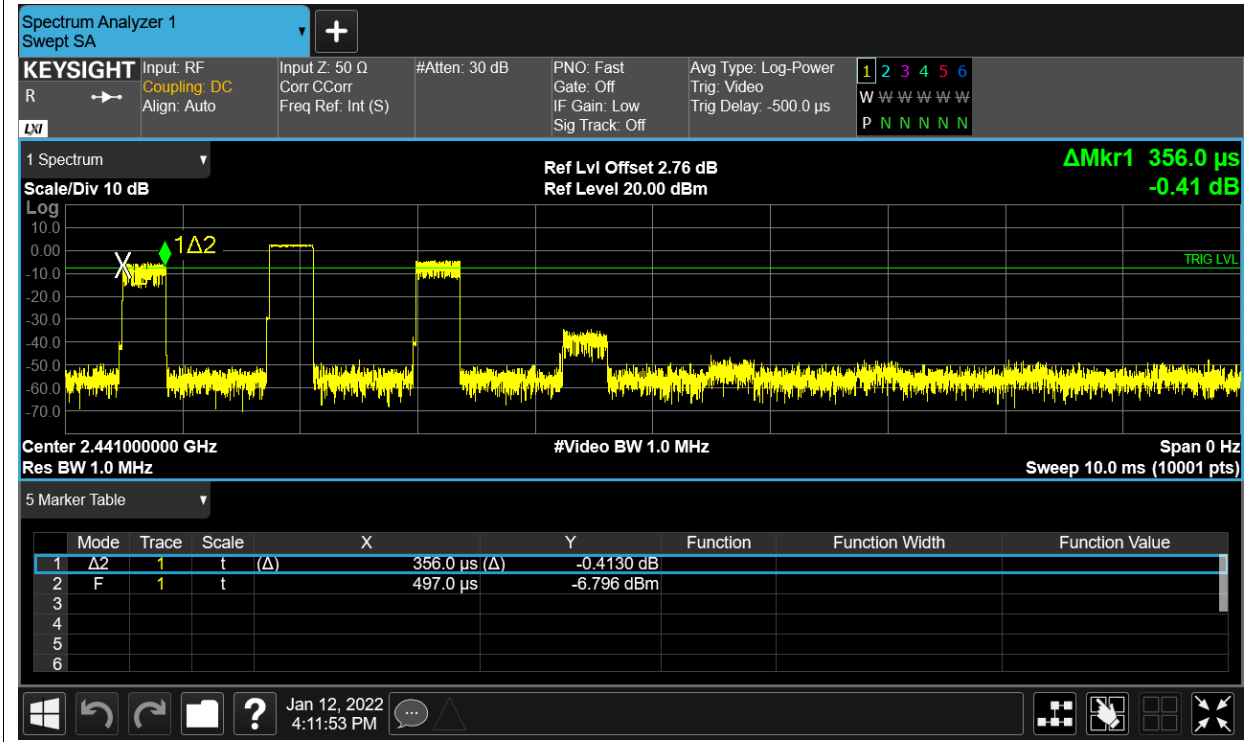 Spectrum Analyzer 1
Swept SA
KEYSIGHT Input: RF Input Z: 50 Ω #Atten: 30 dB PNO: Fast Avg Type: Log-Power 1 2 3 4 5 6
R Coupling: DC Corr CCorr Gate: Off Trig: Video W W W W W W
Align: Auto Freq Ref: Int (S) IF Gain: Low Trig Delay: -500.0 µs P N N N N N
LXI Sig Track: Off
1 Spectrum Ref Lvl Offset 2.76 dB ΔMkr1 356.0 µs
Scale/Div 10 dB Ref Level 20.00 dBm -0.41 dB
Log
10.0
0.00 X 1Δ2
TRIG LVL
-10.0
-20.0
-30.0
-40.0
-50.0
-60.0
-70.0
Center 2.441000000 GHz #Video BW 1.0 MHz Span 0 Hz
Res BW 1.0 MHz Sweep 10.0 ms (10001 pts)
5 Marker Table
Mode Trace Scale X Y Function Function Width Function Value
1 Δ2 1 t (Δ) 356.0 µs (Δ) -0.4130 dB
2 F 1 t 497.0 µs -6.796 dBm
3
4
5
6
? Jan 12, 2022
4:11:53 PM